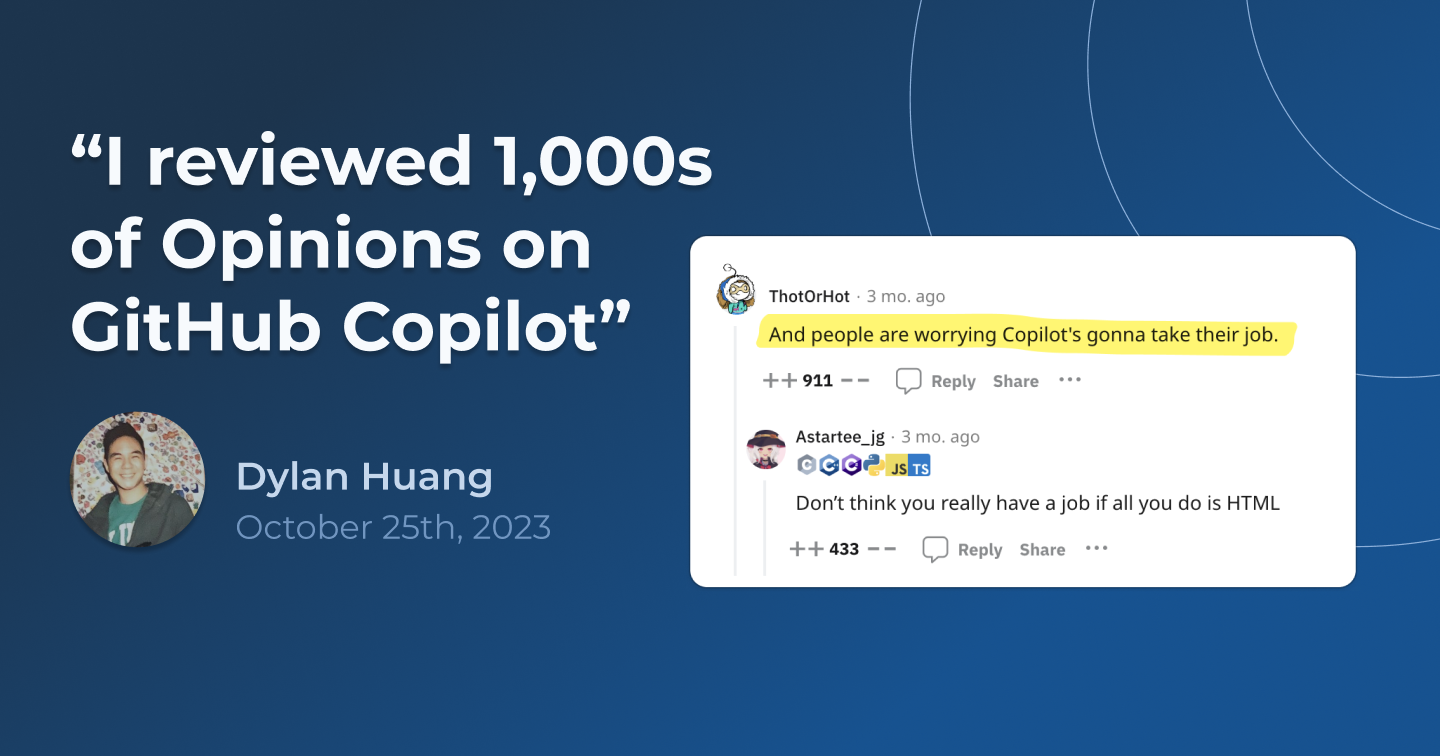 “I reviewed 1,000s
of Opinions on
GitHub Copilot”
Dylan Huang
October 25th, 2023
ThotOrHot · 3 mo. ago
And people are worrying Copilot's gonna take their job.
++ 911 -- Reply Share ···
Astartee_jg · 3 mo. ago
C C C JS TS
Don’t think you really have a job if all you do is HTML
++ 433 -- Reply Share ···